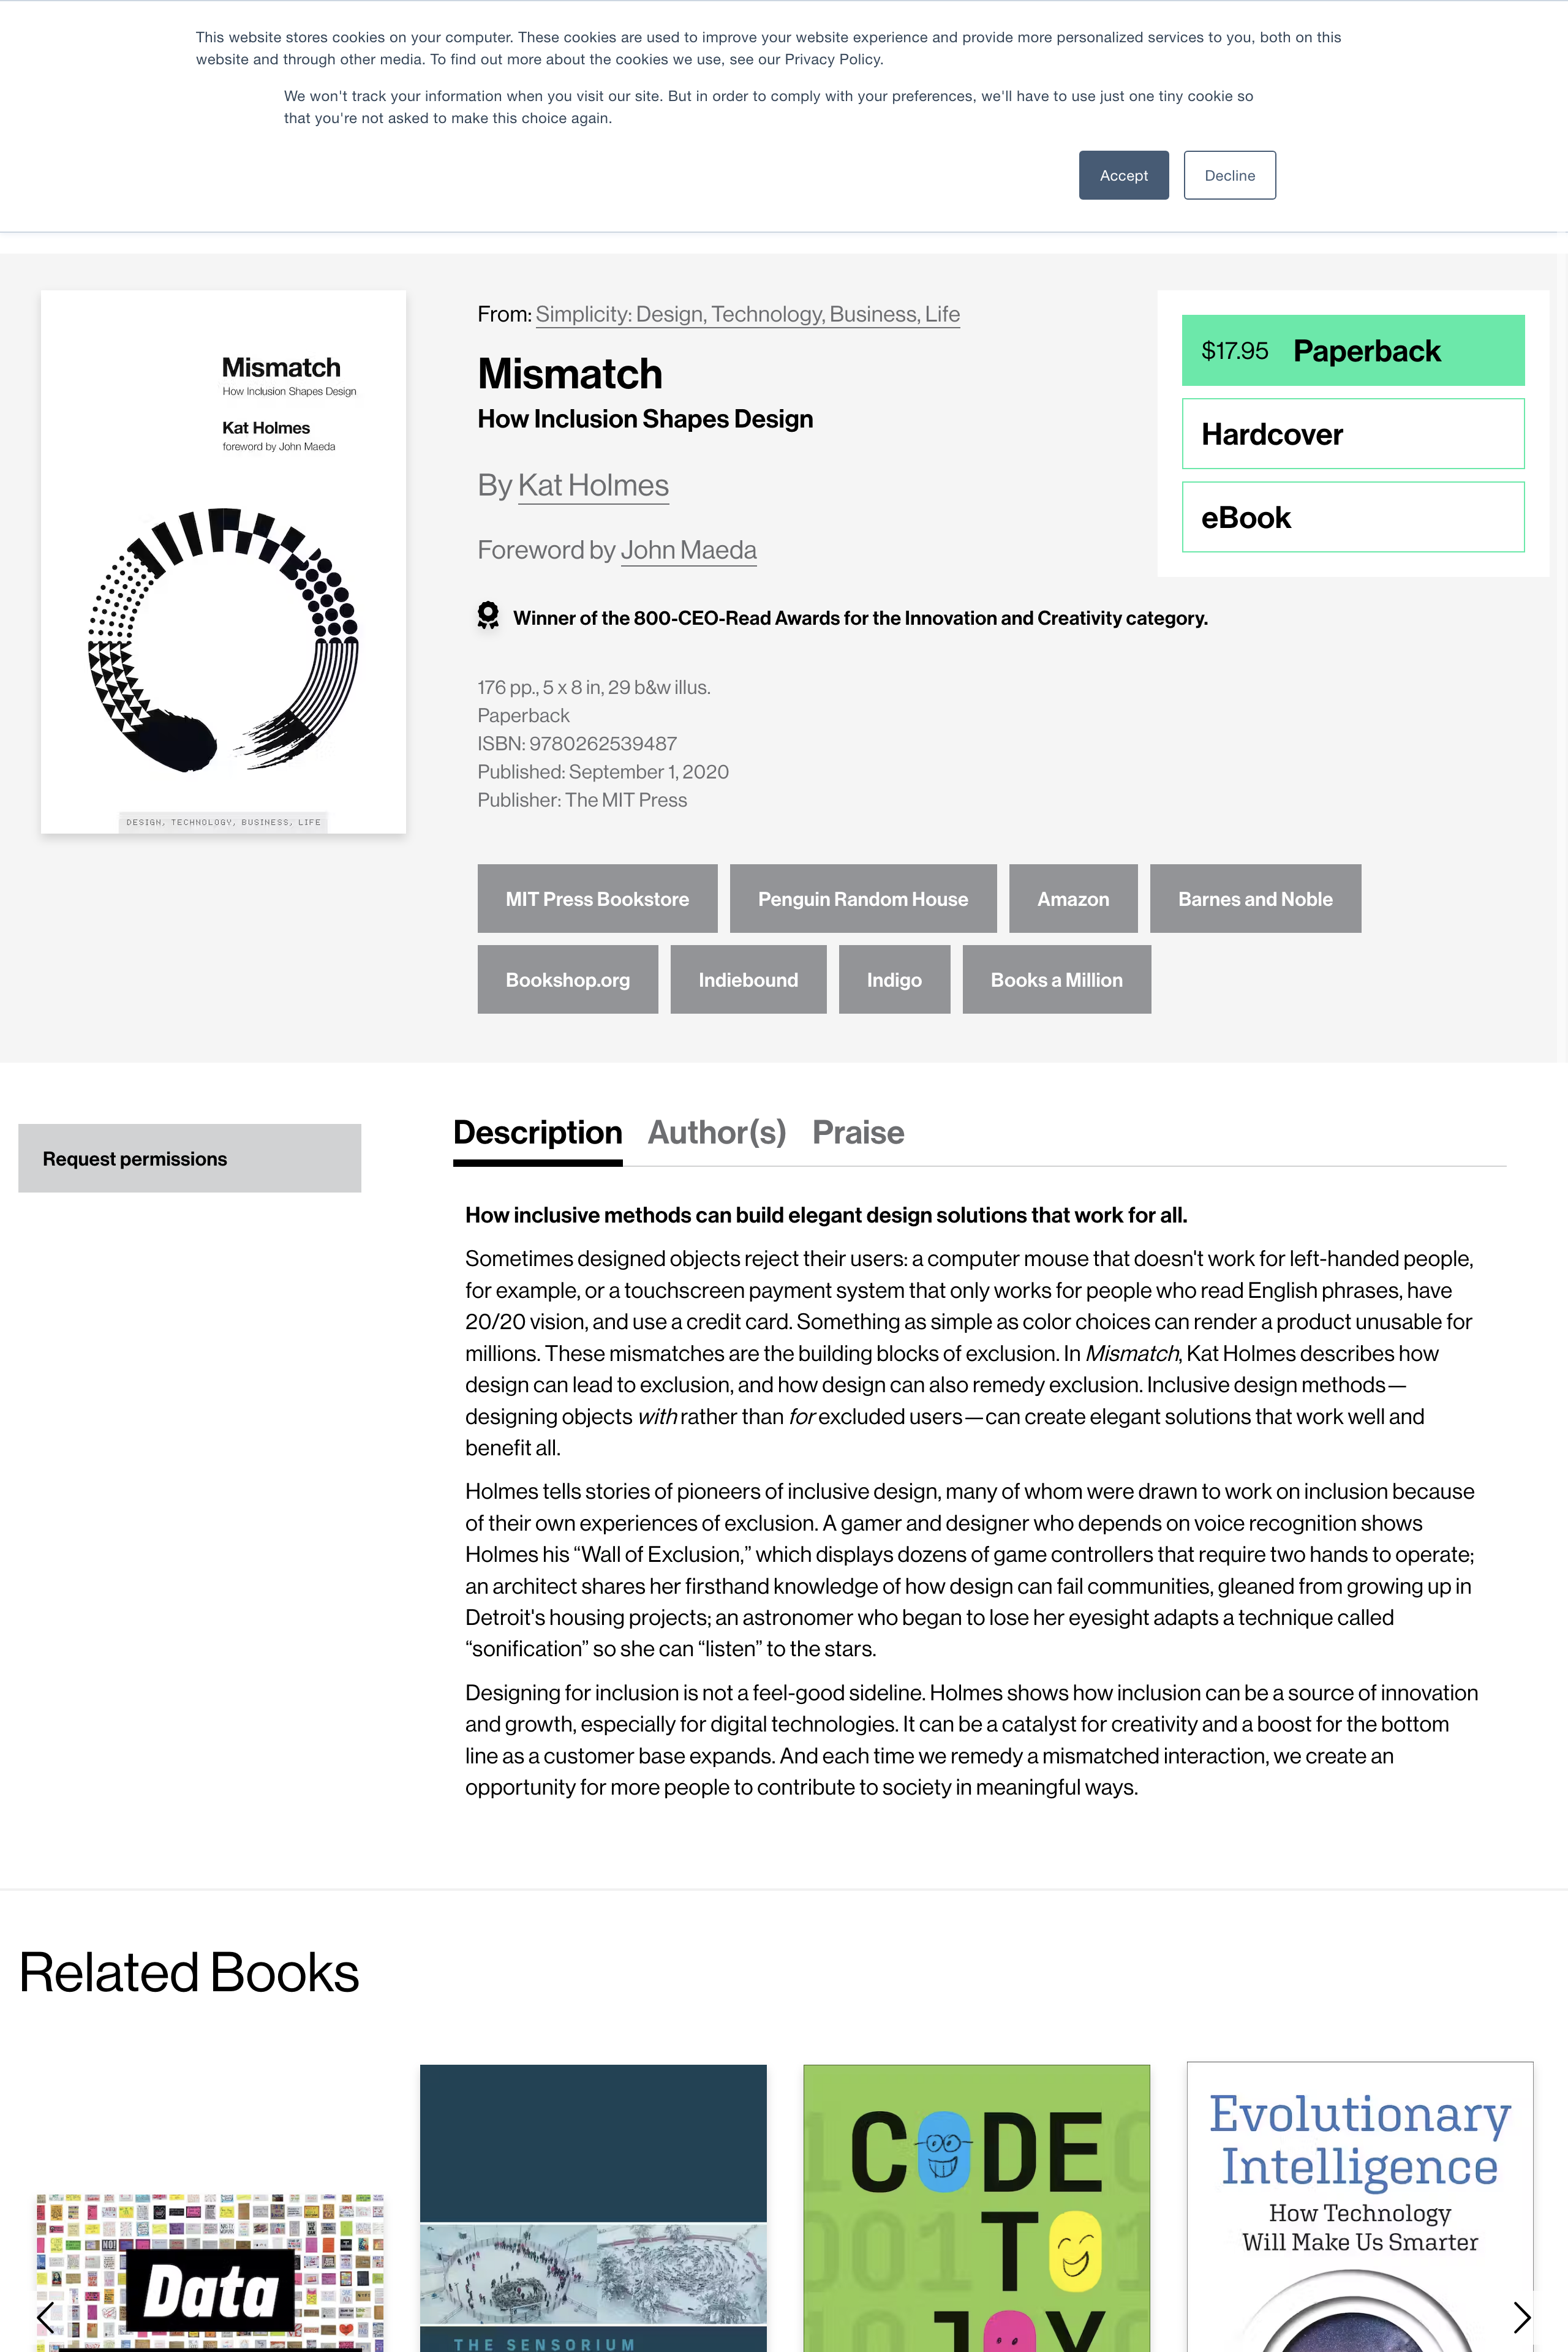 This website stores cookies on your computer. These cookies are used to improve your website experience and provide more personalized services to you, both on this
website and through other media. To find out more about the cookies we use, see our Privacy Policy.
We won't track your information when you visit our site. But in order to comply with your preferences, we'll have to use just one tiny cookie so
that you're not asked to make this choice again.
Accept
Decline
Mismatch
How Inclusion Shapes Design
Kat Holmes
foreword by John Maeda
DESIGN, TECHNOLOGY, BUSINESS, LIFE
From: Simplicity: Design, Technology, Business, Life
Mismatch
How Inclusion Shapes Design
By Kat Holmes
Foreword by John Maeda
Winner of the 800-CEO-Read Awards for the Innovation and Creativity category.
176 pp., 5 x 8 in, 29 b&w illus.
Paperback
ISBN: 9780262539487
Published: September 1, 2020
Publisher: The MIT Press
$17.95 Paperback
Hardcover
eBook
MIT Press Bookstore
Penguin Random House
Amazon
Barnes and Noble
Bookshop.org
Indiebound
Indigo
Books a Million
Request permissions
Description Author(s) Praise
How inclusive methods can build elegant design solutions that work for all.
Sometimes designed objects reject their users: a computer mouse that doesn't work for left-handed people,
for example, or a touchscreen payment system that only works for people who read English phrases, have
20/20 vision, and use a credit card. Something as simple as color choices can render a product unusable for
millions. These mismatches are the building blocks of exclusion. In Mismatch, Kat Holmes describes how
design can lead to exclusion, and how design can also remedy exclusion. Inclusive design methods—
designing objects with rather than for excluded users—can create elegant solutions that work well and
benefit all.
Holmes tells stories of pioneers of inclusive design, many of whom were drawn to work on inclusion because
of their own experiences of exclusion. A gamer and designer who depends on voice recognition shows
Holmes his “Wall of Exclusion,” which displays dozens of game controllers that require two hands to operate;
an architect shares her firsthand knowledge of how design can fail communities, gleaned from growing up in
Detroit's housing projects; an astronomer who began to lose her eyesight adapts a technique called
“sonification” so she can “listen” to the stars.
Designing for inclusion is not a feel-good sideline. Holmes shows how inclusion can be a source of innovation
and growth, especially for digital technologies. It can be a catalyst for creativity and a boost for the bottom
line as a customer base expands. And each time we remedy a mismatched interaction, we create an
opportunity for more people to contribute to society in meaningful ways.
Related Books
Data
THE SENSORIUM
CODE
TO
JOY
Evolutionary
Intelligence
How Technology
Will Make Us Smarter